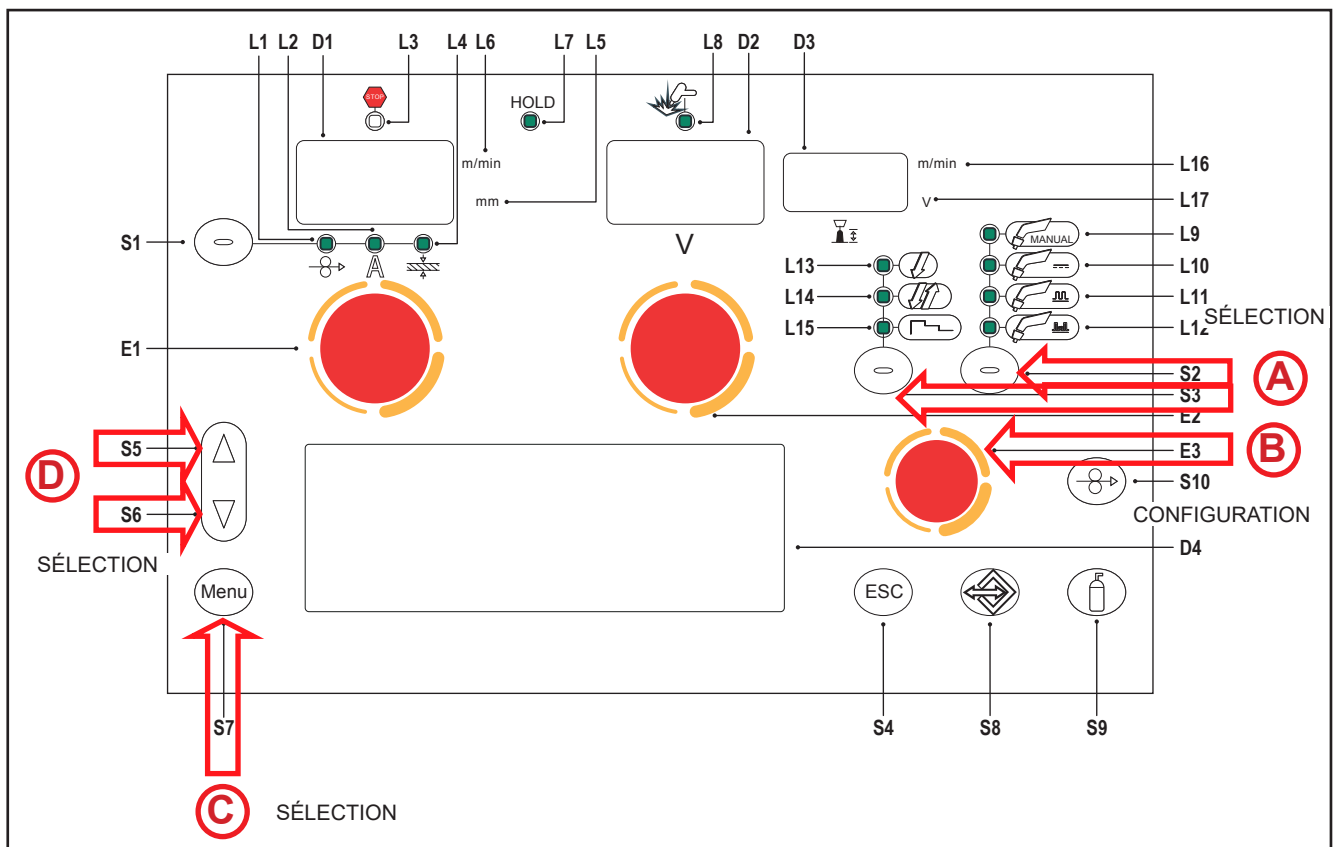 L1 L2 D1 L3 L4 L6 L7 L5 L8 D2 D3
STOP
HOLD
m/min
mm
m/min
L16
V
L17
S1
A
V
MANUAL
L9
L13
L10
L14
L11
L15
L12
SÉLECTION
E1
S2
A
S3
E2
S5
E3
B
D
S10
S6
CONFIGURATION
SÉLECTION
D4
Menu
ESC
S7
S4
S8
S9
C
SÉLECTION